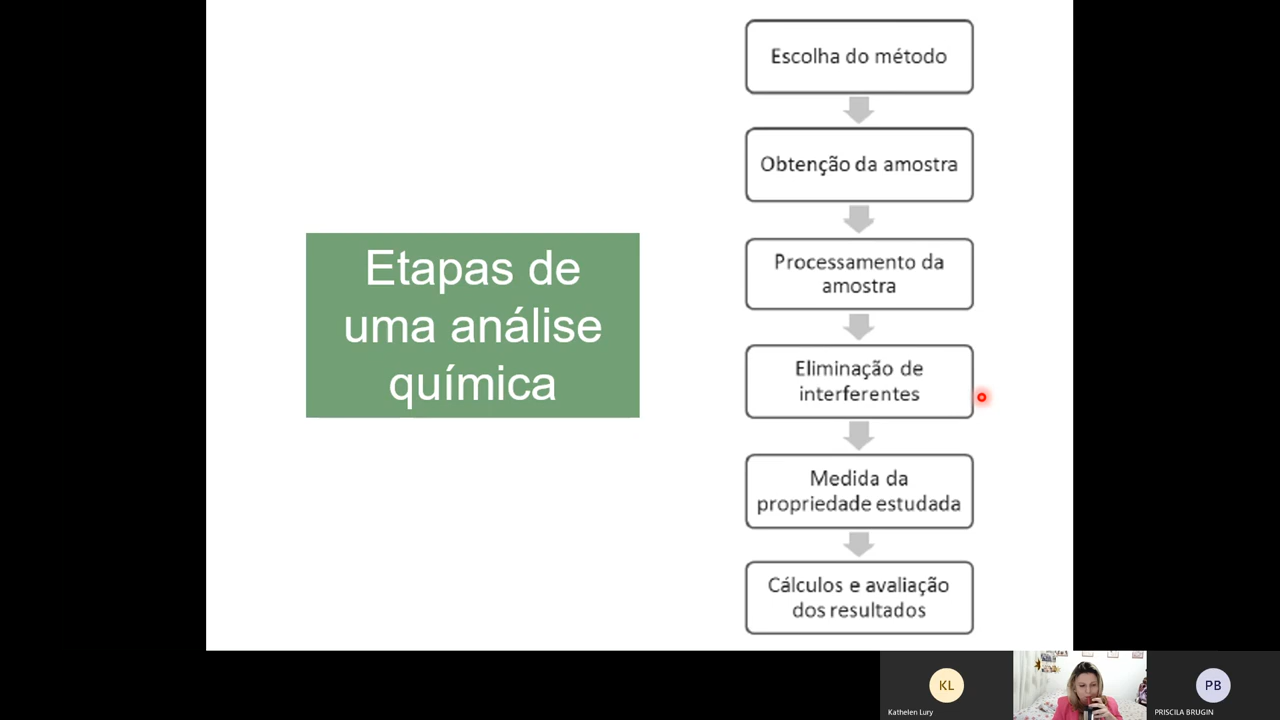 Etapas de
uma análise
química
Escolha do método
Obtenção da amostra
Processamento da
amostra
Eliminação de
interferentes
Medida da
propriedade estudada
Cálculos e avaliação
dos resultados
KL
Kathelen Lury
PB
PRISCILA BRUGIN